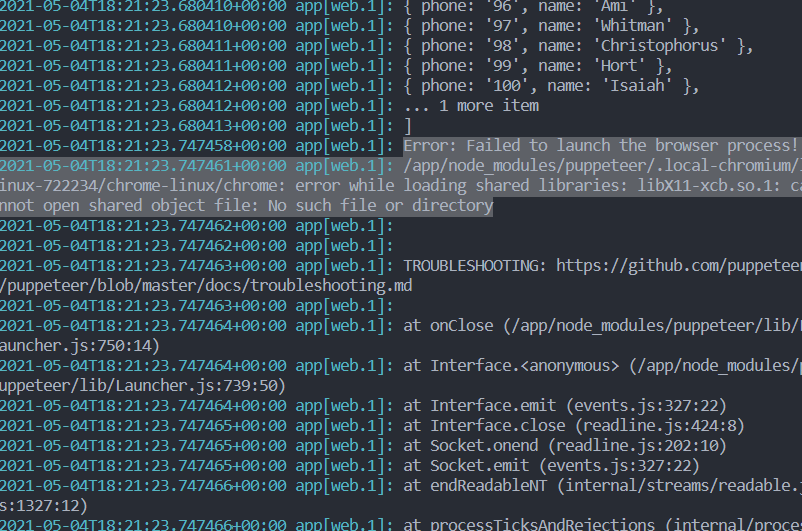 2021-05-04T18:21:23.680410+00:00 app[web.1]: { phone: '96', name: 'Ami' },
2021-05-04T18:21:23.680410+00:00 app[web.1]: { phone: '97', name: 'Whitman' },
2021-05-04T18:21:23.680411+00:00 app[web.1]: { phone: '98', name: 'Christophorus' },
2021-05-04T18:21:23.680411+00:00 app[web.1]: { phone: '99', name: 'Hort' },
2021-05-04T18:21:23.680412+00:00 app[web.1]: { phone: '100', name: 'Isaiah' },
2021-05-04T18:21:23.680412+00:00 app[web.1]: ... 1 more item
2021-05-04T18:21:23.680413+00:00 app[web.1]: ]
2021-05-04T18:21:23.747458+00:00 app[web.1]: Error: Failed to launch the browser process!
2021-05-04T18:21:23.747461+00:00 app[web.1]: /app/node_modules/puppeteer/.local-chromium/l
inux-722234/chrome-linux/chrome: error while loading shared libraries: libX11-xcb.so.1: ca
nnot open shared object file: No such file or directory
2021-05-04T18:21:23.747462+00:00 app[web.1]:
2021-05-04T18:21:23.747462+00:00 app[web.1]:
2021-05-04T18:21:23.747463+00:00 app[web.1]: TROUBLESHOOTING: https://github.com/puppeteer
/puppeteer/blob/master/docs/troubleshooting.md
2021-05-04T18:21:23.747463+00:00 app[web.1]:
2021-05-04T18:21:23.747464+00:00 app[web.1]: at onClose (/app/node_modules/puppeteer/lib/L
auncher.js:750:14)
2021-05-04T18:21:23.747464+00:00 app[web.1]: at Interface.<anonymous> (/app/node_modules/p
uppeteer/lib/Launcher.js:739:50)
2021-05-04T18:21:23.747464+00:00 app[web.1]: at Interface.emit (events.js:327:22)
2021-05-04T18:21:23.747465+00:00 app[web.1]: at Interface.close (readline.js:424:8)
2021-05-04T18:21:23.747465+00:00 app[web.1]: at Socket.onend (readline.js:202:10)
2021-05-04T18:21:23.747465+00:00 app[web.1]: at Socket.emit (events.js:327:22)
2021-05-04T18:21:23.747466+00:00 app[web.1]: at endReadableNT (internal/streams/readable.j
s:1327:12)
2021-05-04T18:21:23.747466+00:00 app[web.1]: at processTicksAndRejections (internal/proce